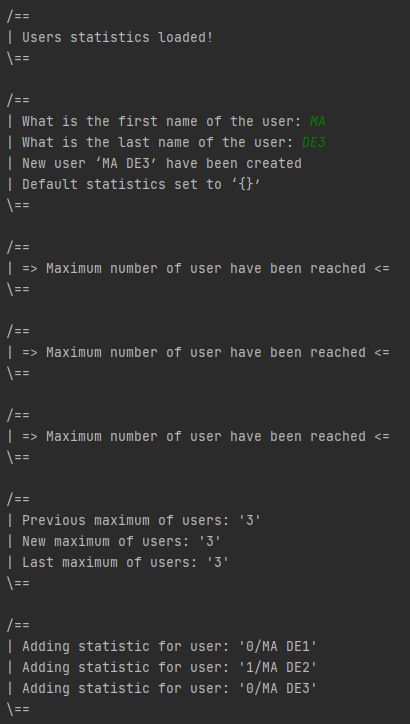 /==
| Users statistics loaded!
\==

/==
| What is the first name of the user: MA
| What is the last name of the user: DE3
| New user ‘MA DE3’ have been created
| Default statistics set to ‘{}’
\==

/==
| => Maximum number of user have been reached <=
\==

/==
| => Maximum number of user have been reached <=
\==

/==
| => Maximum number of user have been reached <=
\==

/==
| Previous maximum of users: '3'
| New maximum of users: '3'
| Last maximum of users: '3'
\==

/==
| Adding statistic for user: '0/MA DE1'
| Adding statistic for user: '1/MA DE2'
| Adding statistic for user: '0/MA DE3'
\==